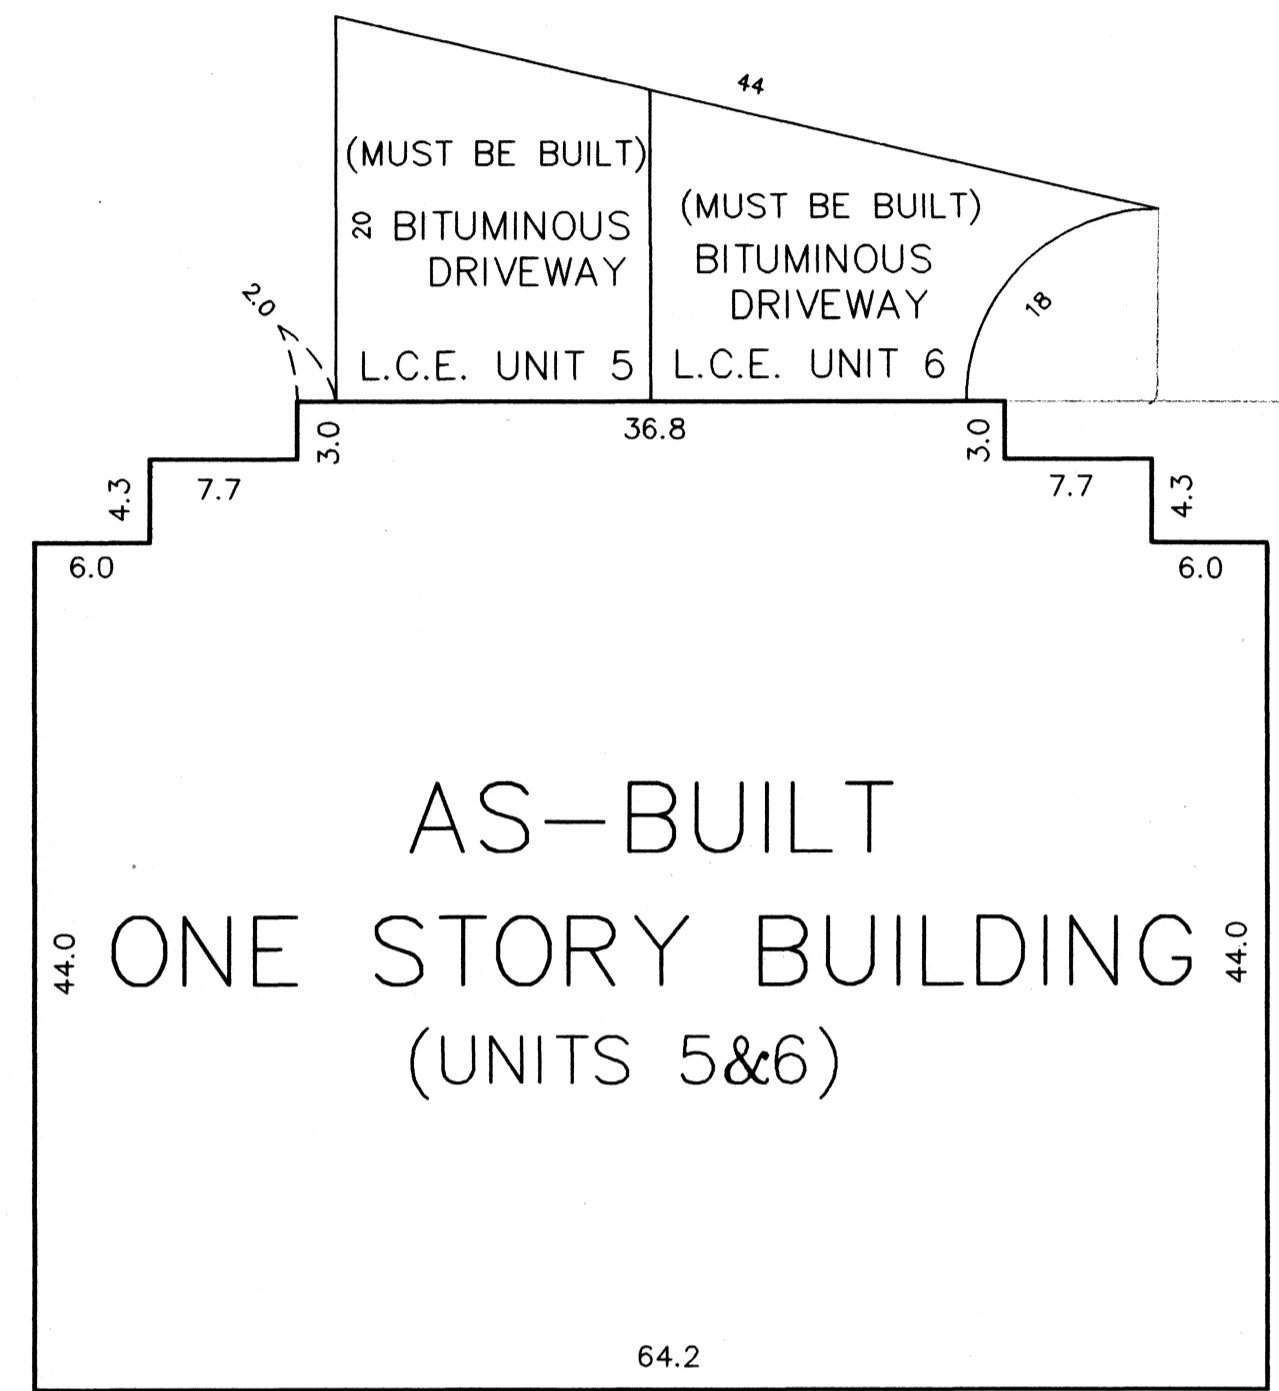 44
(MUST BE BUILT)
20 BITUMINOUS
DRIVEWAY
L.C.E. UNIT 5
(MUST BE BUILT)
BITUMINOUS
DRIVEWAY
L.C.E. UNIT 6
18
2.0
3.0
36.8
3.0
4.3
7.7
7.7
4.3
6.0
6.0
AS-BUILT
44.0
ONE STORY BUILDING
44.0
(UNITS 5&6)
64.2